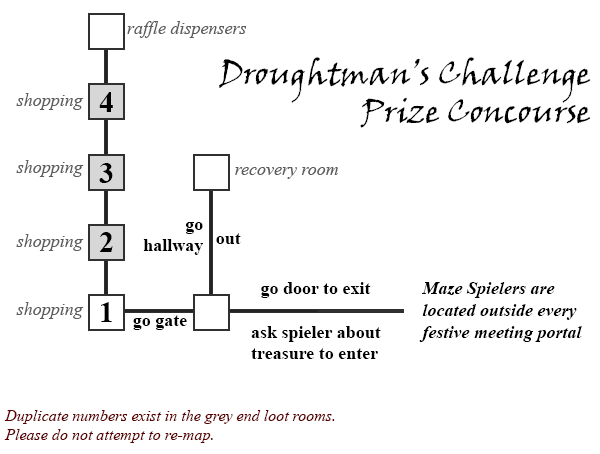 raffle dispensers
Droughtman's Challenge
Prize Concourse
shopping 4
shopping 3
recovery room
go
hallway
out
shopping 2
go door to exit
Maze Spielers are
located outside every
festive meeting portal
shopping 1
go gate
ask spieler about
treasure to enter
Duplicate numbers exist in the grey end loot rooms.
Please do not attempt to re-map.